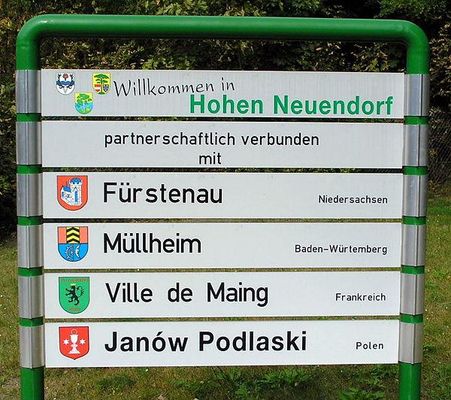 Willkommen in
Hohen Neuendorf
partnerschaftlich verbunden
mit
Fürstenau Niedersachsen
Müllheim Baden-Würtemberg
Ville de Maing Frankreich
Janów Podlaski Polen